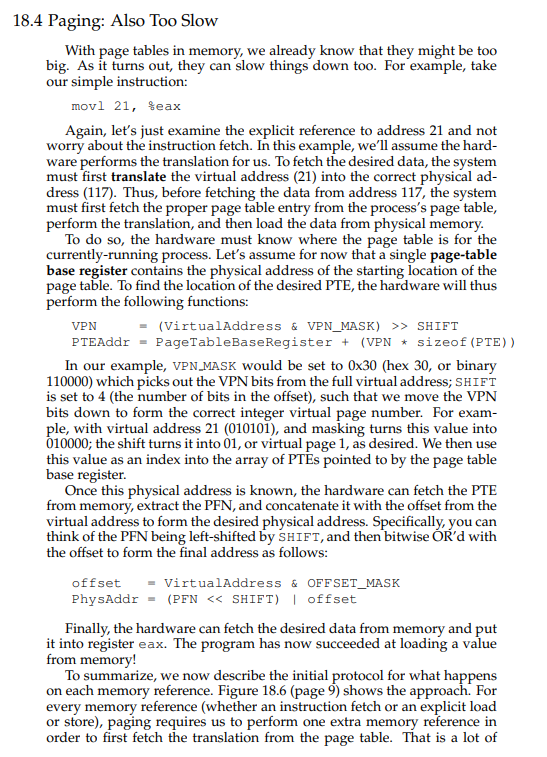 18.4 Paging: Also Too Slow
With page tables in memory, we already know that they might be too
big. As it turns out, they can slow things down too. For example, take
our simple instruction:
movl 21, %eax
Again, let's just examine the explicit reference to address 21 and not
worry about the instruction fetch. In this example, we'll assume the hard-
ware performs the translation for us. To fetch the desired data, the system
must first translate the virtual address (21) into the correct physical ad-
dress (117). Thus, before fetching the data from address 117, the system
must first fetch the proper page table entry from the process's page table,
perform the translation, and then load the data from physical memory.
To do so, the hardware must know where the page table is for the
currently-running process. Let's assume for now that a single page-table
base register contains the physical address of the starting location of the
page table. To find the location of the desired PTE, the hardware will thus
perform the following functions:
VPN = (VirtualAddress & VPN_MASK) >> SHIFT
PTEAddr = PageTableBaseRegister + (VPN * sizeof(PTE))
In our example, VPN_MASK would be set to 0x30 (hex 30, or binary
110000) which picks out the VPN bits from the full virtual address; SHIFT
is set to 4 (the number of bits in the offset), such that we move the VPN
bits down to form the correct integer virtual page number. For exam-
ple, with virtual address 21 (010101), and masking turns this value into
010000; the shift turns it into 01, or virtual page 1, as desired. We then use
this value as an index into the array of PTEs pointed to by the page table
base register.
Once this physical address is known, the hardware can fetch the PTE
from memory, extract the PFN, and concatenate it with the offset from the
virtual address to form the desired physical address. Specifically, you can
think of the PFN being left-shifted by SHIFT, and then bitwise OR'd with
the offset to form the final address as follows:
offset = VirtualAddress & OFFSET_MASK
PhysAddr = (PFN << SHIFT) | offset
Finally, the hardware can fetch the desired data from memory and put
it into register eax. The program has now succeeded at loading a value
from memory!
To summarize, we now describe the initial protocol for what happens
on each memory reference. Figure 18.6 (page 9) shows the approach. For
every memory reference (whether an instruction fetch or an explicit load
or store), paging requires us to perform one extra memory reference in
order to first fetch the translation from the page table. That is a lot of